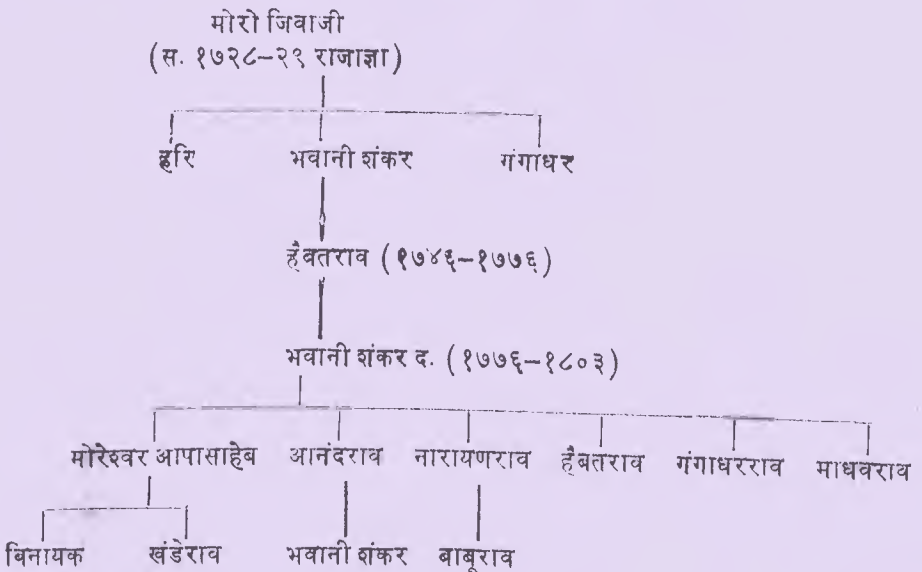 मोरो जिवाजी
(स. १७२८–२९ राजाज्ञा)
हरि भवानी शंकर गंगाधर
हैबतराव (१७४६–१७७६)
भवानी शंकर द. (१७७६–१८०३)
मोरेश्वर आपासाहेब आनंदराव नारायणराव हैबतराव गंगाधरराव माधवराव
बिनायक खंडेराव भवानी शंकर बाबूराव